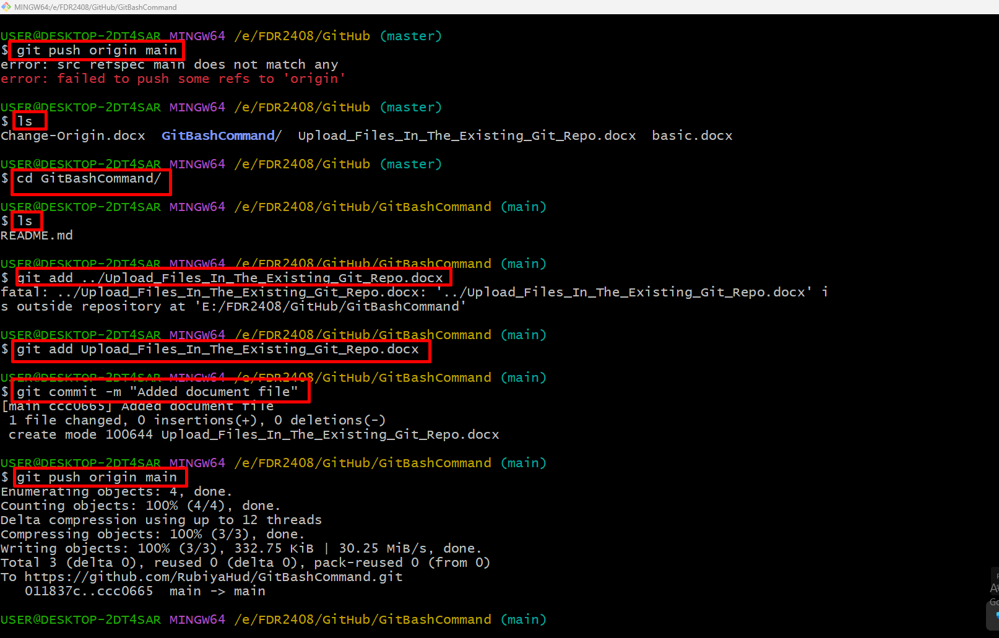 MINGW64:/e/FDR2408/GitHub/GitBashCommand
USER@DESKTOP-2DT4SAR MINGW64 /e/FDR2408/GitHub (master)
$ git push origin main
error: src refspec main does not match any
error: failed to push some refs to 'origin'
USER@DESKTOP-2DT4SAR MINGW64 /e/FDR2408/GitHub (master)
$ ls
Change-Origin.docx  GitBashCommand/  Upload_Files_In_The_Existing_Git_Repo.docx  basic.docx
USER@DESKTOP-2DT4SAR MINGW64 /e/FDR2408/GitHub (master)
$ cd GitBashCommand/
USER@DESKTOP-2DT4SAR MINGW64 /e/FDR2408/GitHub/GitBashCommand (main)
$ ls
README.md
USER@DESKTOP-2DT4SAR MINGW64 /e/FDR2408/GitHub/GitBashCommand (main)
$ git add ../Upload_Files_In_The_Existing_Git_Repo.docx
fatal: ../Upload_Files_In_The_Existing_Git_Repo.docx: '../Upload_Files_In_The_Existing_Git_Repo.docx' i
s outside repository at 'E:/FDR2408/GitHub/GitBashCommand'
USER@DESKTOP-2DT4SAR MINGW64 /e/FDR2408/GitHub/GitBashCommand (main)
$ git add Upload_Files_In_The_Existing_Git_Repo.docx
USER@DESKTOP-2DT4SAR MINGW64 /e/FDR2408/GitHub/GitBashCommand (main)
$ git commit -m "Added document file"
[main ccc0665] Added document file
 1 file changed, 0 insertions(+), 0 deletions(-)
 create mode 100644 Upload_Files_In_The_Existing_Git_Repo.docx
USER@DESKTOP-2DT4SAR MINGW64 /e/FDR2408/GitHub/GitBashCommand (main)
$ git push origin main
Enumerating objects: 4, done.
Counting objects: 100% (4/4), done.
Delta compression using up to 12 threads
Compressing objects: 100% (3/3), done.
Writing objects: 100% (3/3), 332.75 KiB | 30.25 MiB/s, done.
Total 3 (delta 0), reused 0 (delta 0), pack-reused 0 (from 0)
To https://github.com/RubiyaHud/GitBashCommand.git
   011837c..ccc0665  main -> main
USER@DESKTOP-2DT4SAR MINGW64 /e/FDR2408/GitHub/GitBashCommand (main)